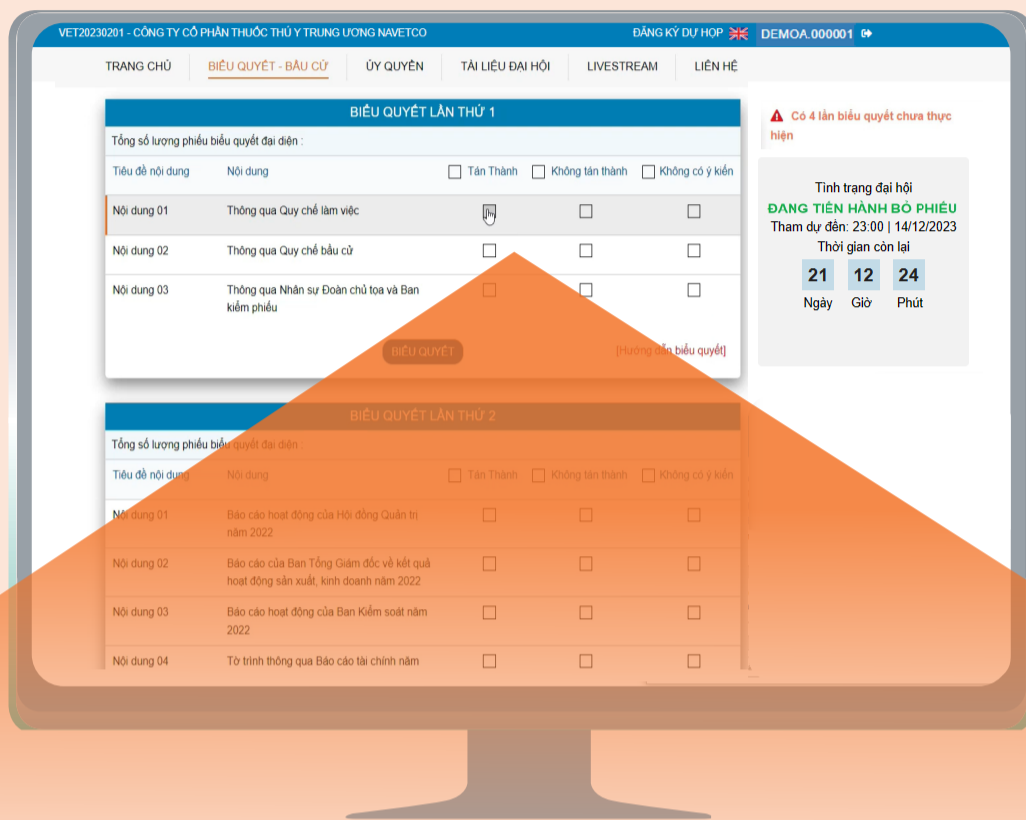 VET20230201 - CÔNG TY CỔ PHẦN THUỐC THÚ Y TRUNG ƯƠNG NAVETCO
ĐĂNG KÝ DỰ HỌP DEMOA.000001
TRANG CHỦ BIỂU QUYẾT - BẦU CỬ ỦY QUYỀN TÀI LIỆU ĐẠI HỘI LIVESTREAM LIÊN HỆ
BIỂU QUYẾT LẦN THỨ 1
Tổng số lượng phiếu biểu quyết đại diện :
Tiêu đề nội dung Nội dung Tán Thành Không tán thành Không có ý kiến
Nội dung 01 Thông qua Quy chế làm việc
Nội dung 02 Thông qua Quy chế bầu cử
Nội dung 03 Thông qua Nhân sự Đoàn chủ tọa và Ban
kiểm phiếu
BIỂU QUYẾT [Hướng dẫn biểu quyết]
Có 4 lần biểu quyết chưa thực
hiện
Tình trạng đại hội
ĐANG TIẾN HÀNH BỎ PHIẾU
Tham dự đến: 23:00 | 14/12/2023
Thời gian còn lại
21 12 24
Ngày Giờ Phút
BIỂU QUYẾT LẦN THỨ 2
Tổng số lượng phiếu biểu quyết đại diện :
Tiêu đề nội dung Nội dung Tán Thành Không tán thành Không có ý kiến
Nội dung 01 Báo cáo hoạt động của Hội đồng Quản trị
năm 2022
Nội dung 02 Báo cáo của Ban Tổng Giám đốc về kết quả
hoạt động sản xuất, kinh doanh năm 2022
Nội dung 03 Báo cáo hoạt động của Ban Kiểm soát năm
2022
Nội dung 04 Tờ trình thông qua Báo cáo tài chính năm